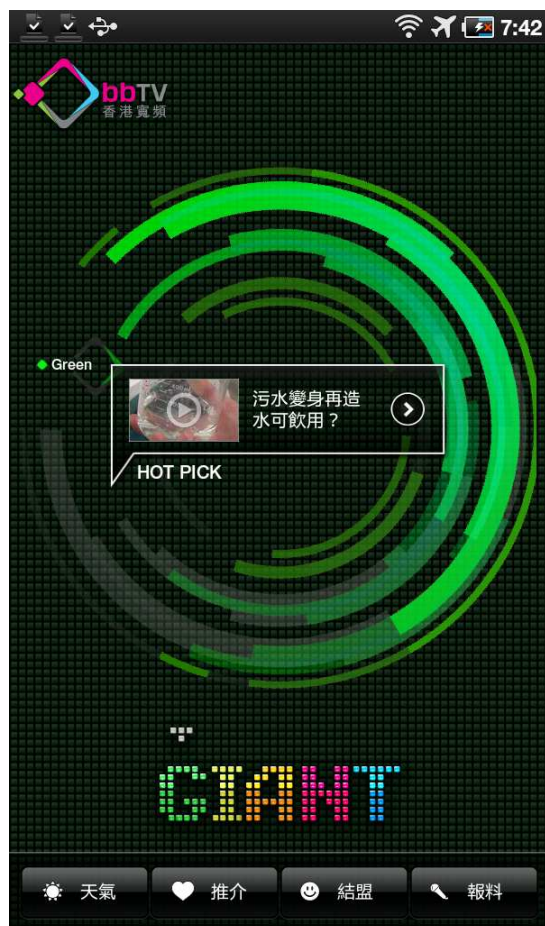 7:42
bbTV
香港寬頻
Green
污水變身再造
水可飲用？
HOT PICK
GIANT
天氣
推介
結盟
報料